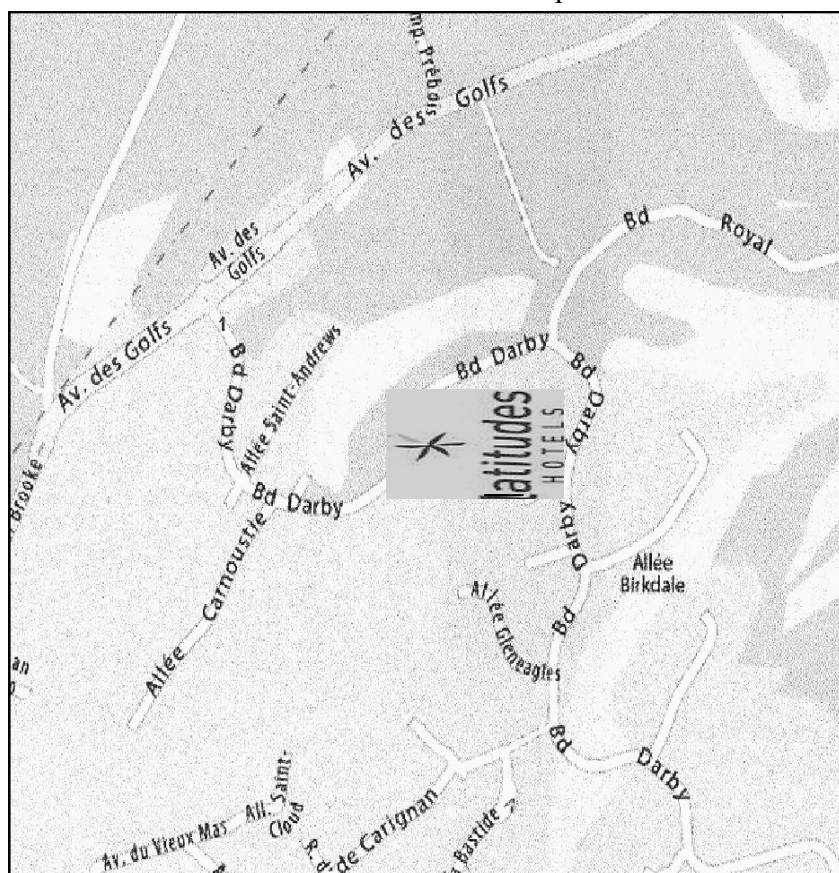 Prébois
Av. des Golfs
Bd Royal
Av. des
Golfs
Av. des Golfs
1
Bd Darby
Allée Saint-Andrews
Bd Darby
Bd Darby
latitudes
HOTELS
Bd Darby
Darby
Brooke
Allée Carnoustie
Allée
Birkdale
Allée Gleneagles
Bd
Bd Darby
All. Saint-
Cloud
Av. du Vieux Mas
R. d
de Carignan
Bastide